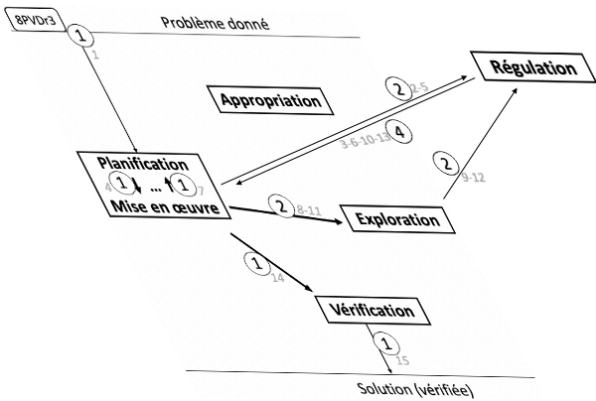 8PVDr3
Problème donné
1
1
Régulation
Appropriation
2
2-5
3-6-10-13
4
Planification
4
1
...
1
7
Mise en œuvre
2
9-12
2
8-11
Exploration
1
14
Vérification
1
15
Solution (vérifiée)